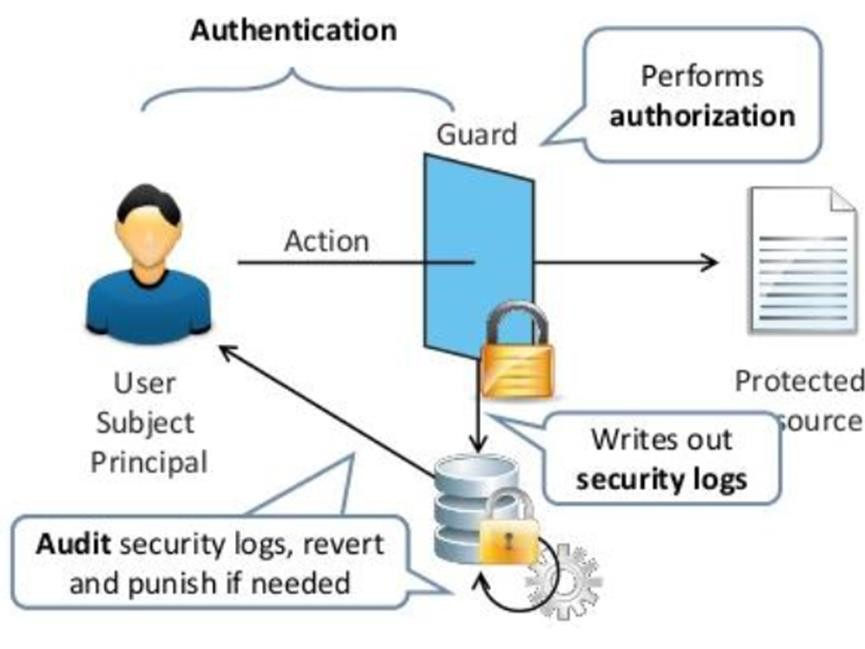 Authentication
Performs
authorization
Guard
Action
User
Subject
Principal
Protected
source
Writes out
security logs
Audit security logs, revert
and punish if needed